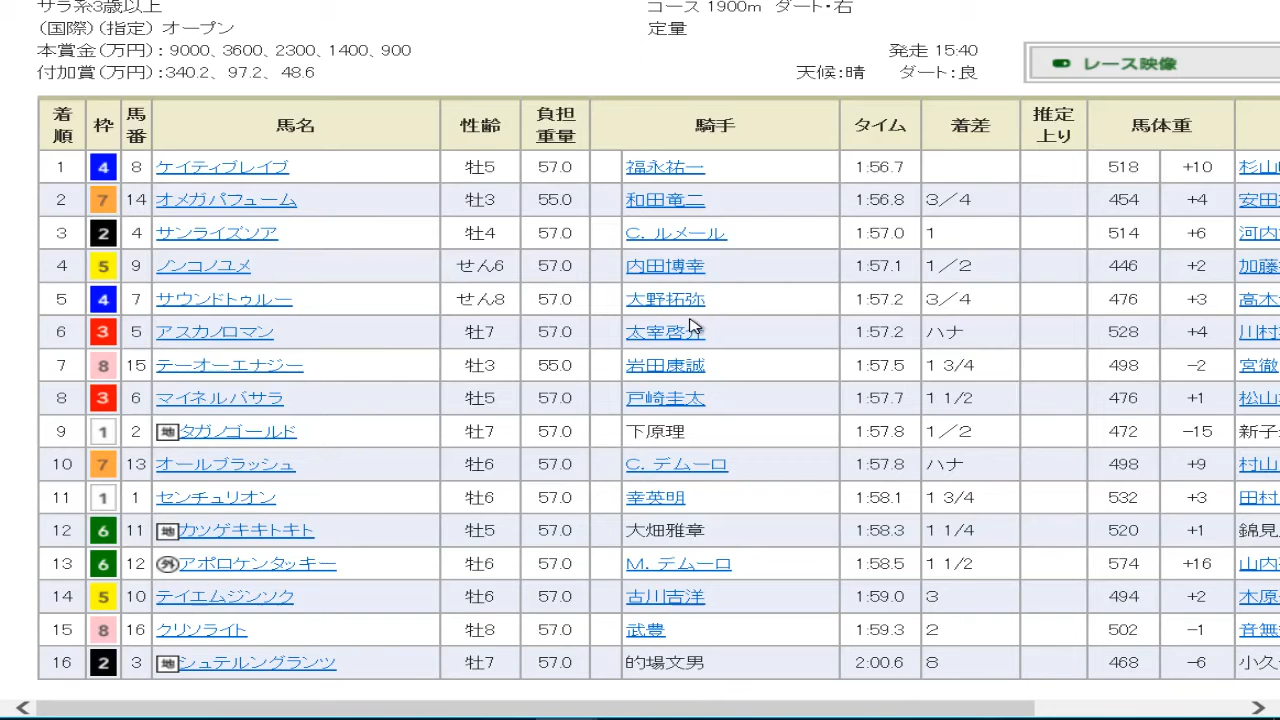 サラ系3歳以上
コース 1900m ダート・右
(国際)(指定) オープン
定量
本賞金(万円): 9000、3600、2300、1400、900
発走 15:40
付加賞(万円):340.2、 97.2、 48.6
天候:晴 ダート:良
レース映像
着順 枠 馬番 馬名 性齢 負担重量 騎手 タイム 着差 推定上り 馬体重
1 4 8 ケイティブレイブ 牡5 57.0 福永祐一 1:56.7 518 +10 杉山
2 7 14 オメガパフューム 牡3 55.0 和田竜二 1:56.8 3/4 454 +4 安田
3 2 4 サンライズソア 牡4 57.0 C. ルメール 1:57.0 1 514 +6 河内
4 5 9 ノンコノユメ せん6 57.0 内田博幸 1:57.1 1/2 446 +2 加藤
5 4 7 サウンドトゥルー せん8 57.0 大野拓弥 1:57.2 3/4 476 +3 高木
6 3 5 アスカノロマン 牡7 57.0 太宰啓介 1:57.2 ハナ 528 +4 川村
7 8 15 テーオーエナジー 牡3 55.0 岩田康誠 1:57.5 1 3/4 498 -2 宮徹
8 3 6 マイネルバサラ 牡5 57.0 戸崎圭太 1:57.7 1 1/2 476 +1 松山
9 1 2 地タガノゴールド 牡7 57.0 下原理 1:57.8 1/2 472 -15 新子
10 7 13 オールブラッシュ 牡6 57.0 C. デムーロ 1:57.8 ハナ 498 +9 村山
11 1 1 センチュリオン 牡6 57.0 幸英明 1:58.1 1 3/4 532 +3 田村
12 6 11 地カツゲキキトキト 牡5 57.0 大畑雅章 1:58.3 1 1/4 520 +1 錦見
13 6 12 外アポロケンタッキー 牡6 57.0 M. デムーロ 1:58.5 1 1/2 574 +16 山内
14 5 10 テイエムジンソク 牡6 57.0 古川吉洋 1:59.0 3 494 +2 木原
15 8 16 クリソライト 牡8 57.0 武豊 1:59.3 2 502 -1 音無
16 2 3 地シュテルングランツ 牡7 57.0 的場文男 2:00.8 8 468 -6 小久